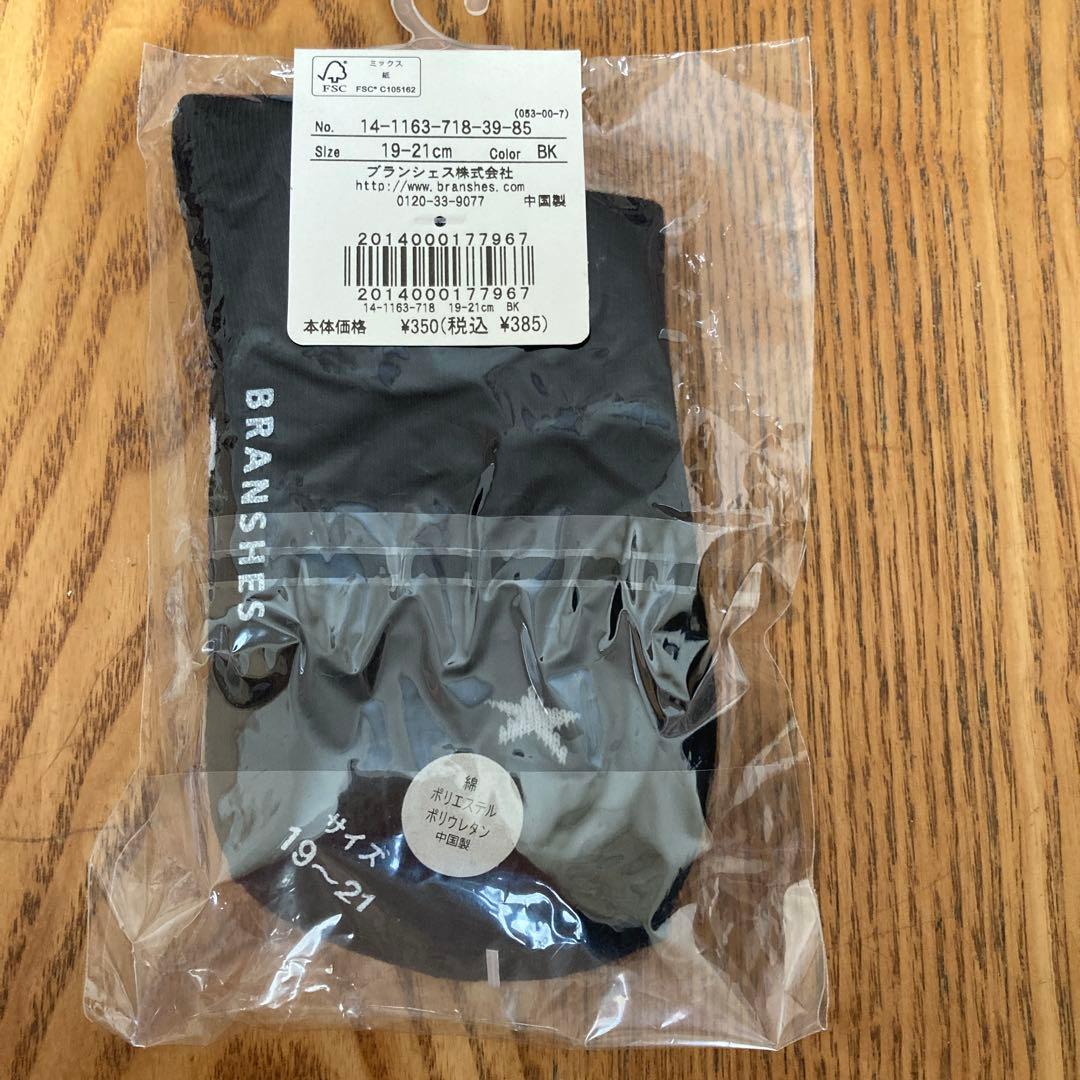 ミックス
紙
FSC
FSC® C105162
(053-00-7)
No. 14-1163-718-39-85
Size 19-21cm Color BK
ブランシェス株式会社
http://www.branshes.com
0120-33-9077 中国製
2014000177967
2014000177967
14-1163-718 19-21cm BK
本体価格 ¥350(税込 ¥385)
BRANSHES
綿
ポリエステル
ポリウレタン
中国製
サイズ
19~21